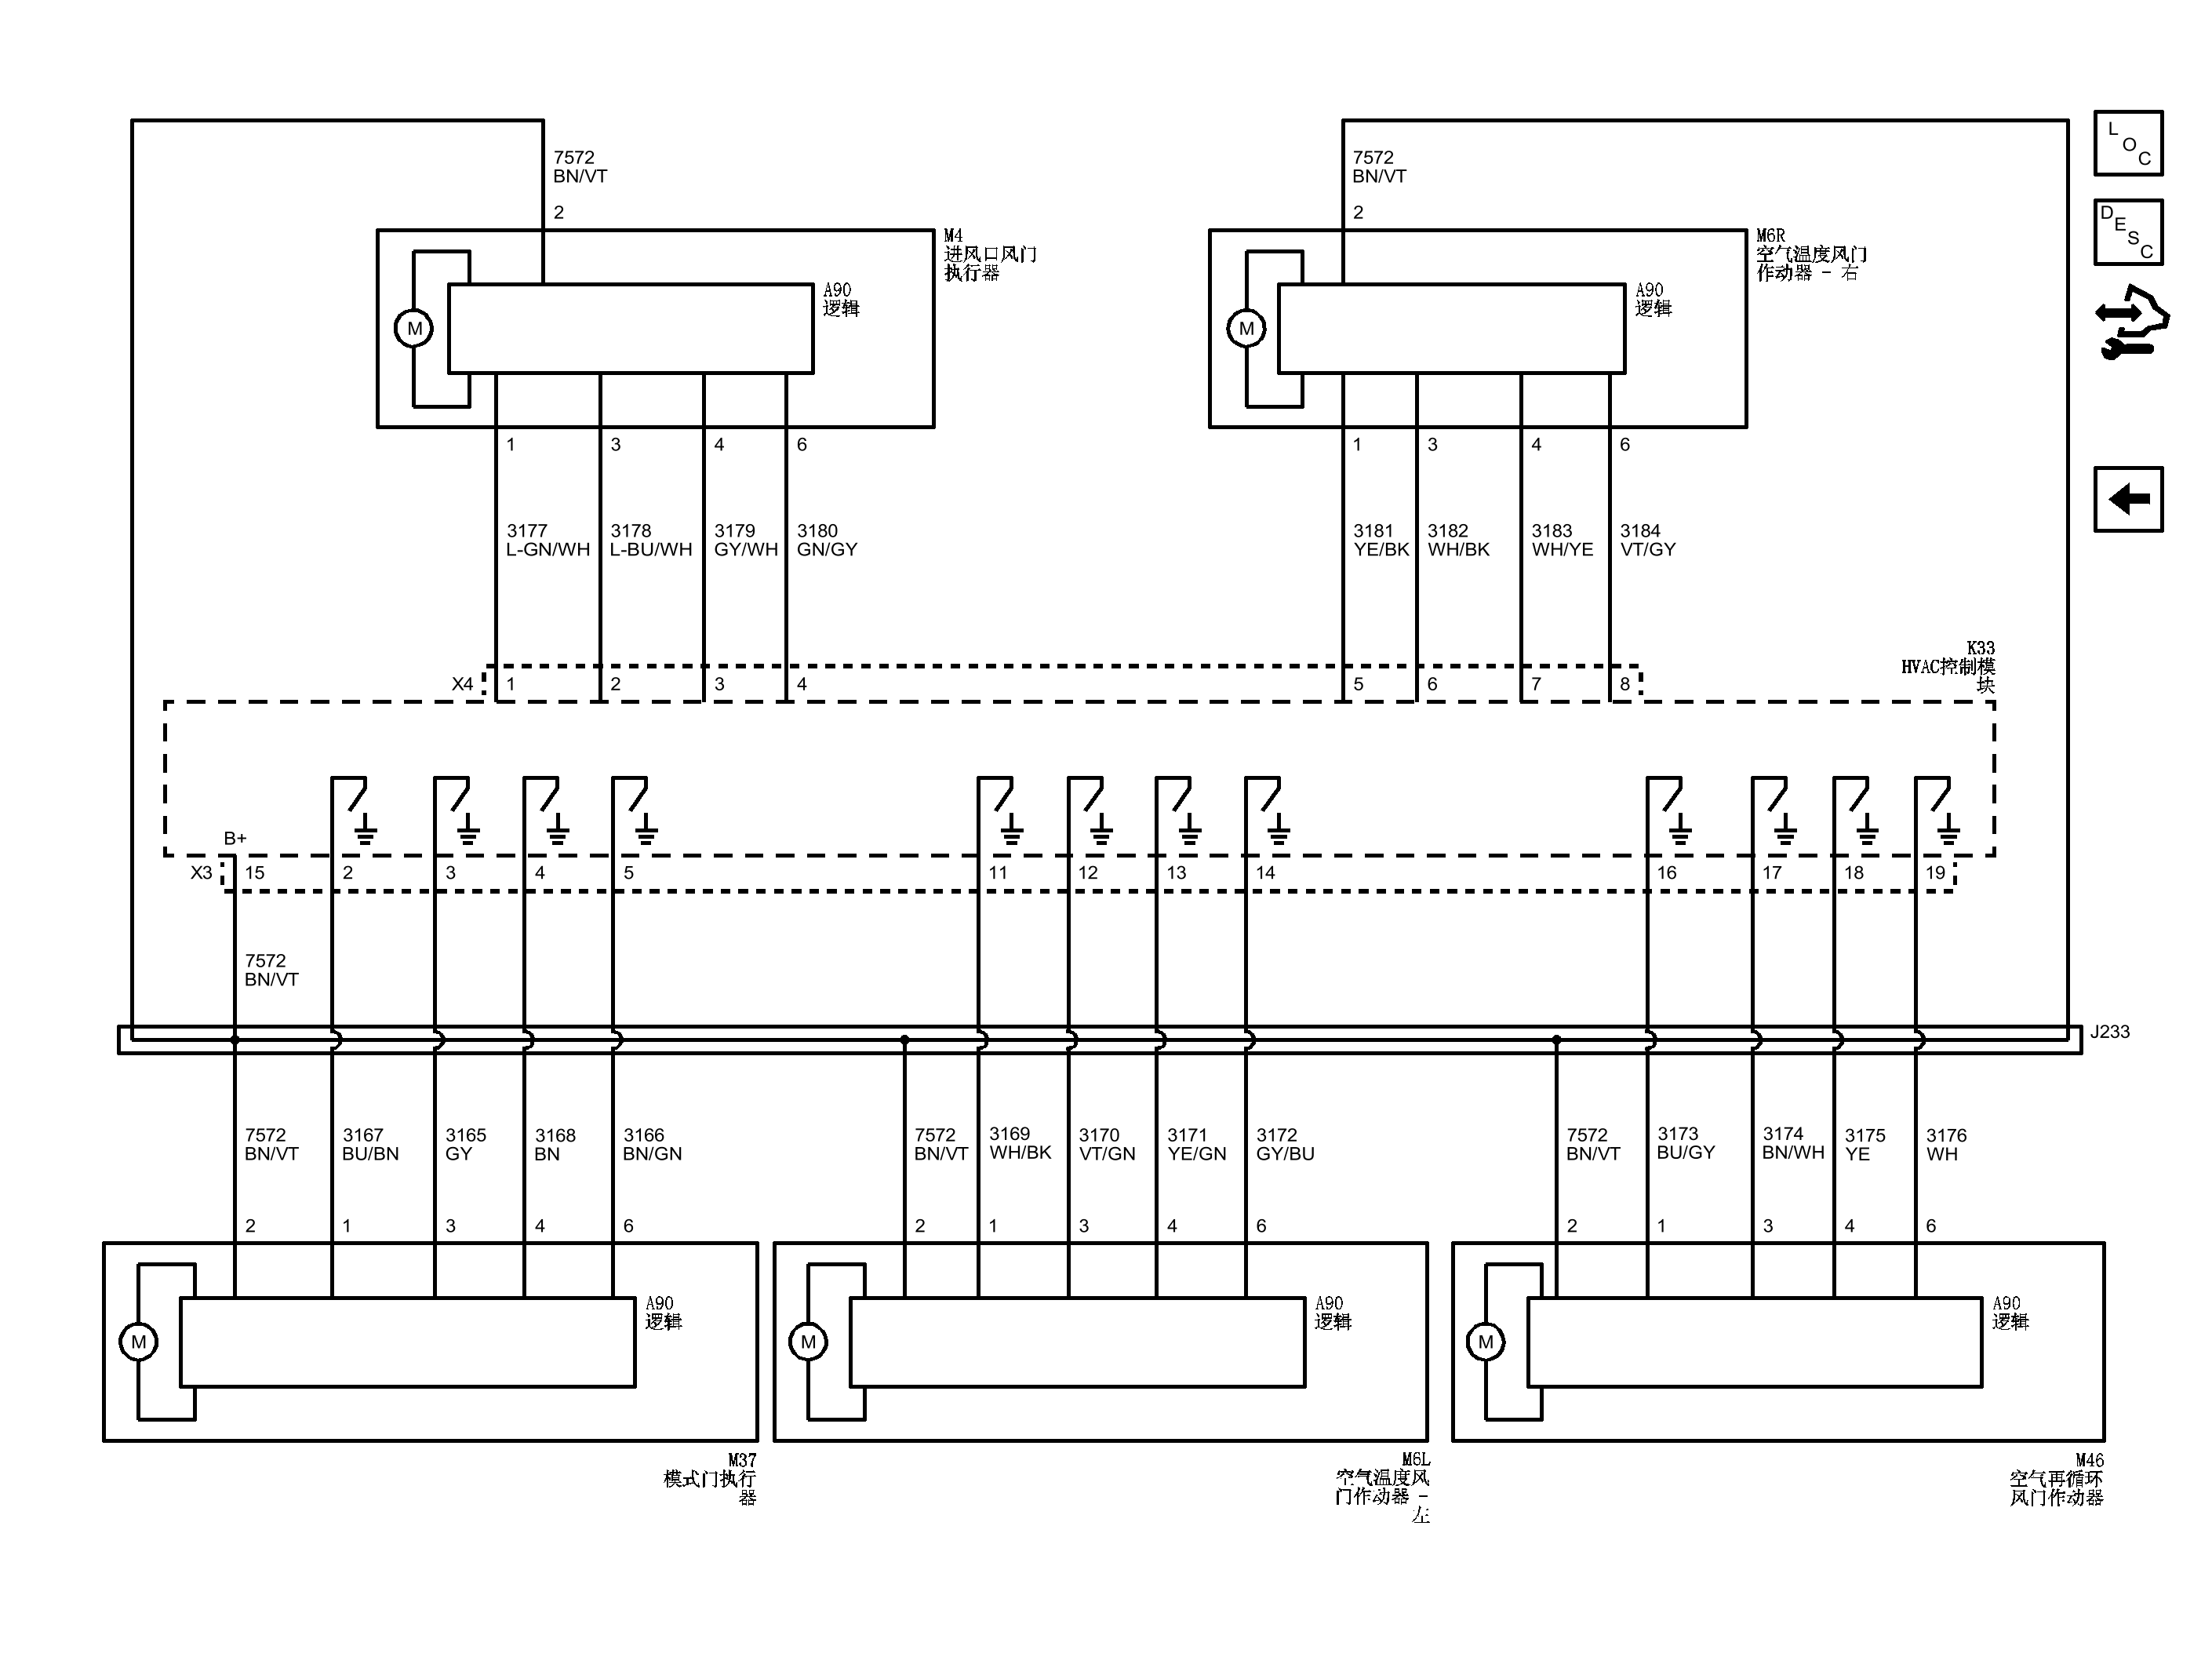 L
O
C
7572
BN/VT
2
7572
BN/VT
2
D
E
S
C
M4
进风口风门
执行器
A90
逻辑
M
M6R
空气温度风门
作动器 - 右
A90
逻辑
M
1
3
4
6
1
3
4
6
3177
L-GN/WH
3178
L-BU/WH
3179
GY/WH
3180
GN/GY
3181
YE/BK
3182
WH/BK
3183
WH/YE
3184
VT/GY
K33
HVAC控制模
块
X4
1
2
3
4
5
6
7
8
B+
X3
15
2
3
4
5
11
12
13
14
16
17
18
19
7572
BN/VT
J233
7572
BN/VT
3167
BU/BN
3165
GY
3168
BN
3166
BN/GN
7572
BN/VT
3169
WH/BK
3170
VT/GN
3171
YE/GN
3172
GY/BU
7572
BN/VT
3173
BU/GY
3174
BN/WH
3175
YE
3176
WH
2
1
3
4
6
2
1
3
4
6
2
1
3
4
6
A90
逻辑
M
A90
逻辑
M
A90
逻辑
M
M37
模式门执行
器
M6L
空气温度风
门作动器 -
左
M46
空气再循环
风门作动器